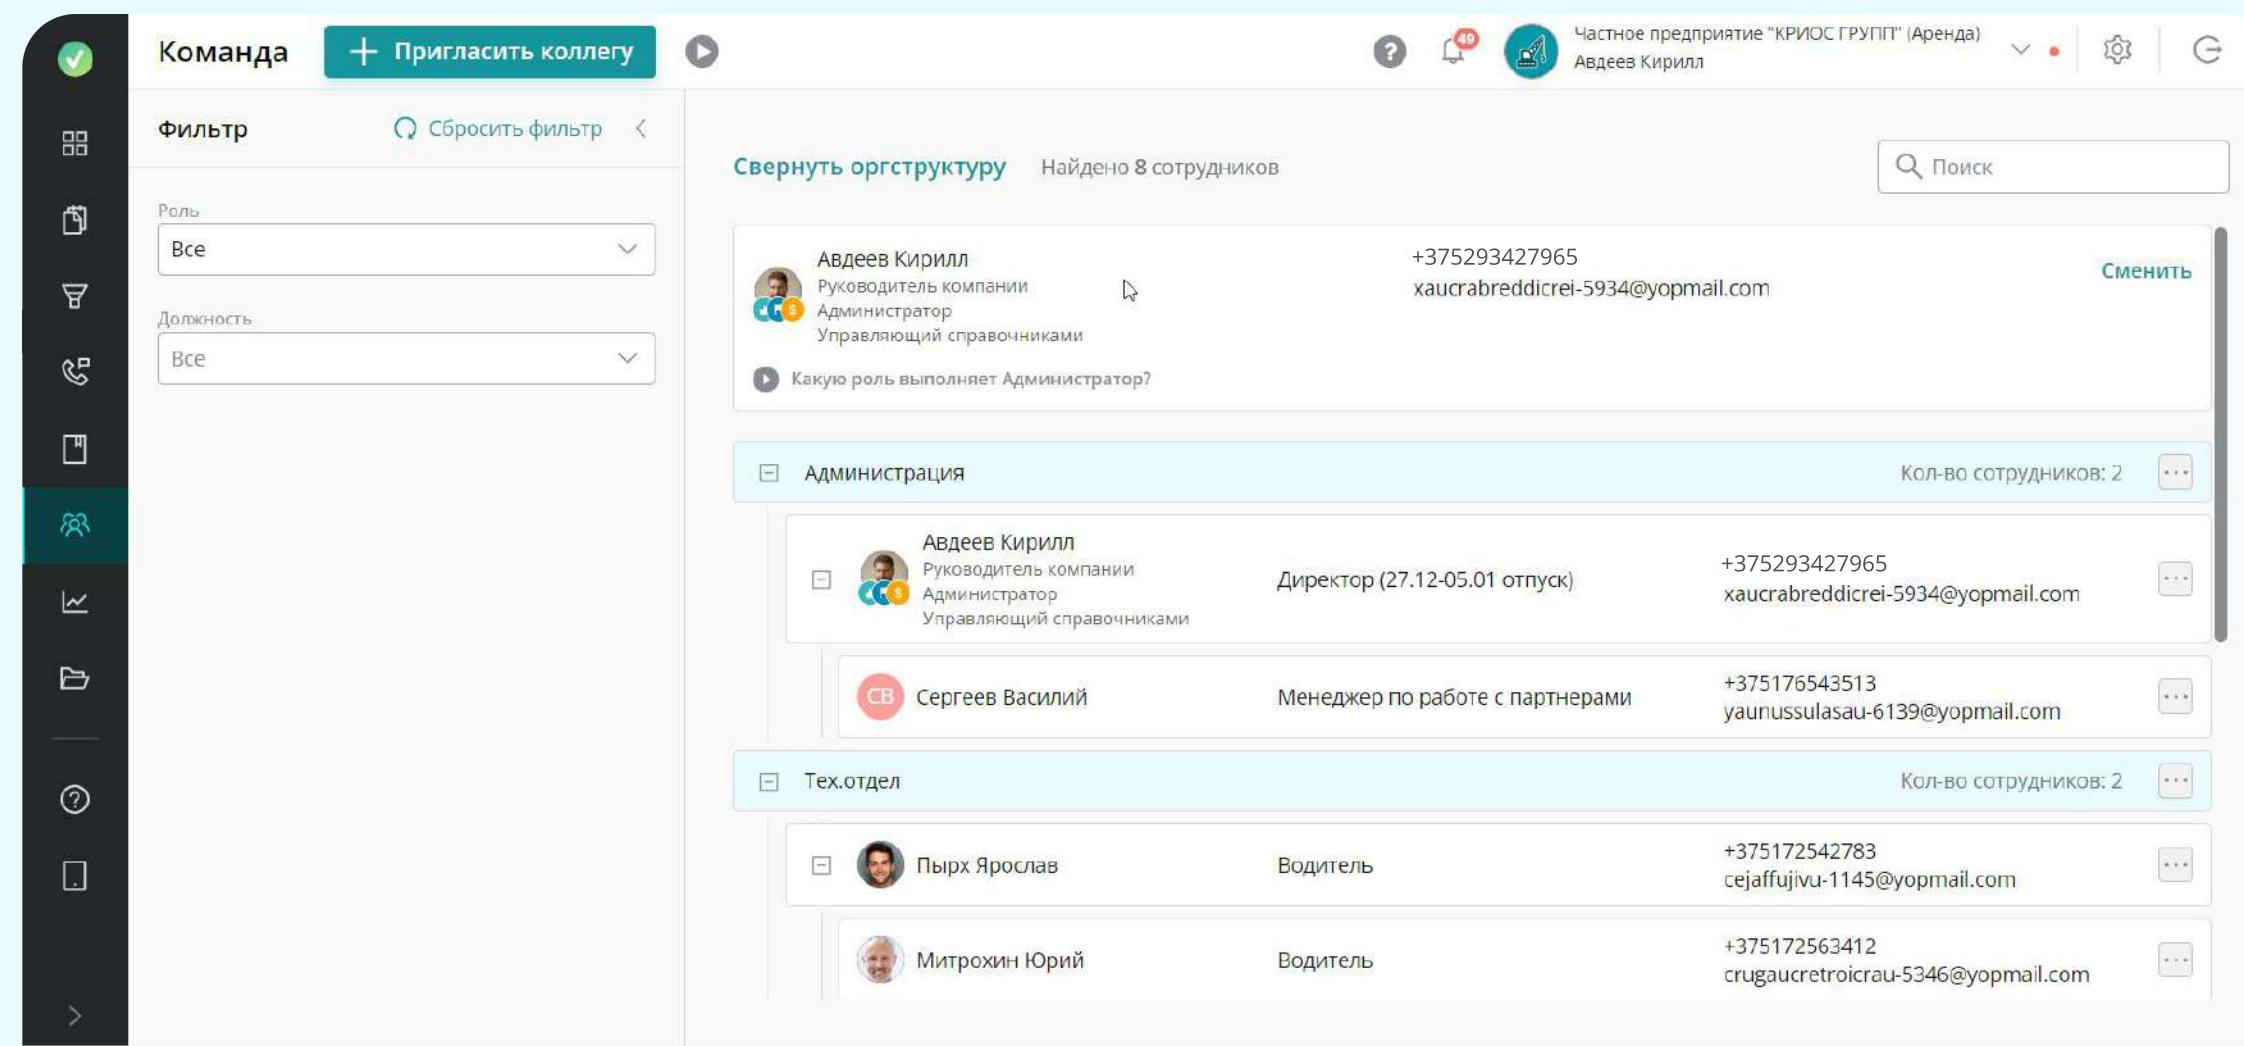 Команда
Пригласить коллегу
49
Частное предприятие "КРИОС ГРУПП" (Аренда)
Авдеев Кирилл
Фильтр
Сбросить фильтр
Роль
Все
Должность
Все
Свернуть оргструктуру
Найдено 8 сотрудников
Поиск
Авдеев Кирилл
Руководитель компании
Администратор
Управляющий справочниками
+375293427965
xaucrabreddicrei-5934@yopmail.com
Сменить
Какую роль выполняет Администратор?
Администрация
Кол-во сотрудников: 2
Авдеев Кирилл
Руководитель компании
Администратор
Управляющий справочниками
Директор (27.12-05.01 отпуск)
+375293427965
xaucrabreddicrei-5934@yopmail.com
СВ
Сергеев Василий
Менеджер по работе с партнерами
+375176543513
yaunussulasau-6139@yopmail.com
Тех.отдел
Кол-во сотрудников: 2
Пырх Ярослав
Водитель
+375172542783
cejaffujivu-1145@yopmail.com
Митрохин Юрий
Водитель
+375172563412
crugaucretroicrau-5346@yopmail.com